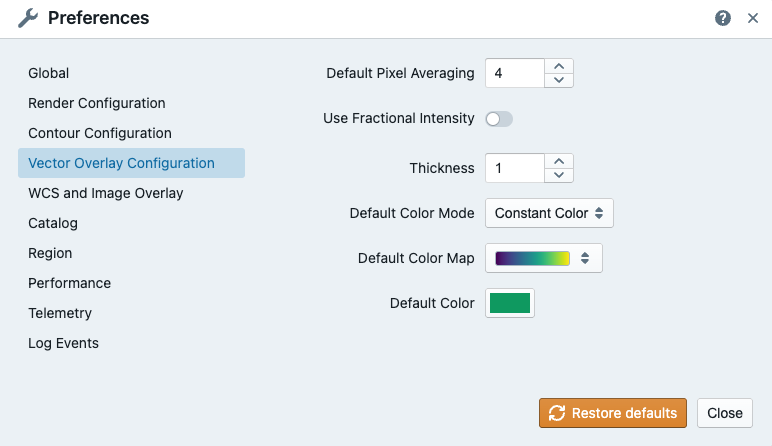 Preferences
Global
Render Configuration
Contour Configuration
Vector Overlay Configuration
WCS and Image Overlay
Catalog
Region
Performance
Telemetry
Log Events
Default Pixel Averaging 4
Use Fractional Intensity
Thickness 1
Default Color Mode Constant Color
Default Color Map
Default Color
Restore defaults Close